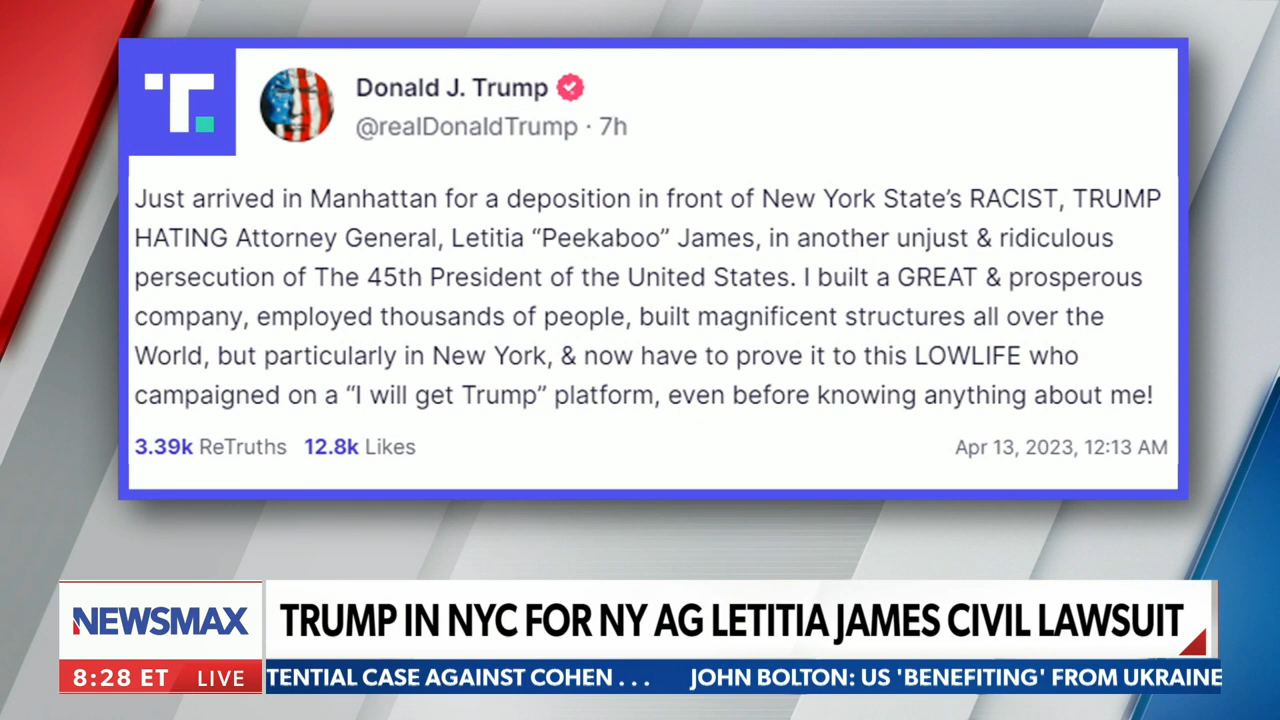 T.
Donald J. Trump
@realDonaldTrump · 7h
Just arrived in Manhattan for a deposition in front of New York State’s RACIST, TRUMP
HATING Attorney General, Letitia “Peekaboo” James, in another unjust & ridiculous
persecution of The 45th President of the United States. I built a GREAT & prosperous
company, employed thousands of people, built magnificent structures all over the
World, but particularly in New York, & now have to prove it to this LOWLIFE who
campaigned on a “I will get Trump” platform, even before knowing anything about me!
3.39k ReTruths 12.8k Likes Apr 13, 2023, 12:13 AM
NEWSMAX
TRUMP IN NYC FOR NY AG LETITIA JAMES CIVIL LAWSUIT
8:28 ET LIVE
TENTIAL CASE AGAINST COHEN . . . JOHN BOLTON: US 'BENEFITING' FROM UKRAINE